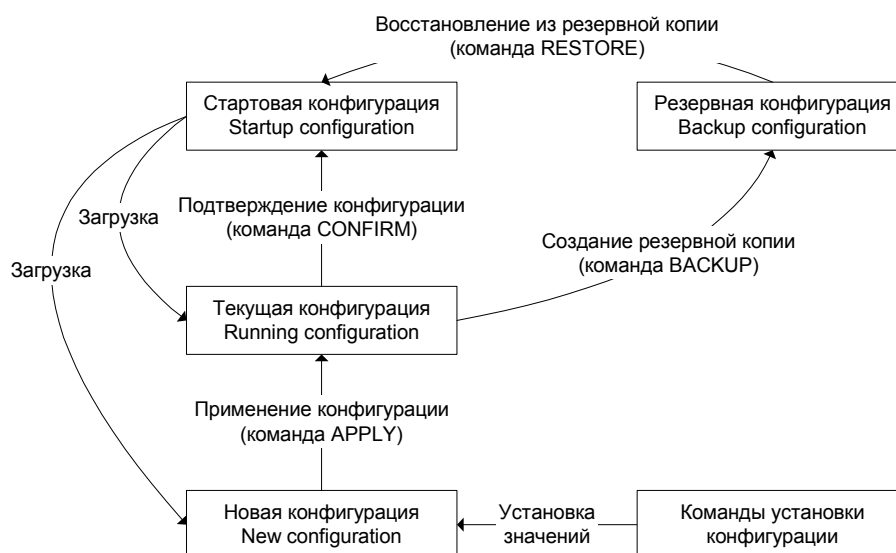 Восстановление из резервной копии
(команда RESTORE)
Стартовая конфигурация
Startup configuration
Резервная конфигурация
Backup configuration
Загрузка
Подтверждение конфигурации
(команда CONFIRM)
Загрузка
Создание резервной копии
(команда BACKUP)
Текущая конфигурация
Running configuration
Применение конфигурации
(команда APPLY)
Новая конфигурация
New configuration
Установка
значений
Команды установки
конфигурации